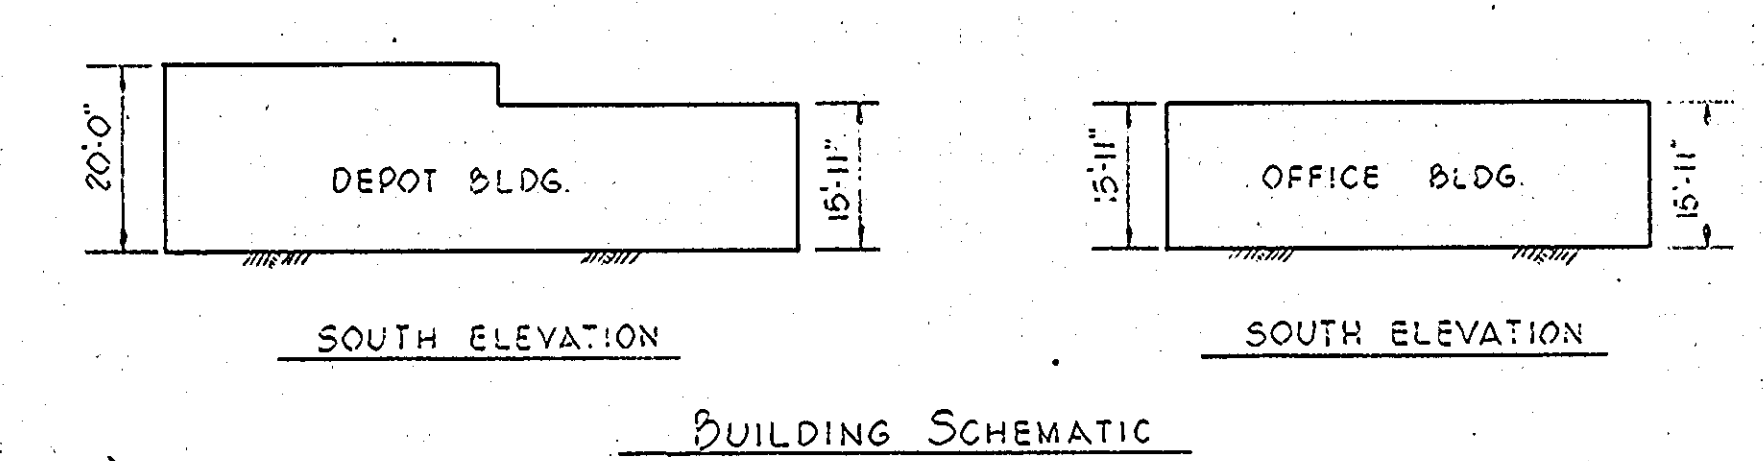 20'-0"
DEPOT BLDG.
15'-11"
15'-11"
OFFICE BLDG.
15'-11"
SOUTH ELEVATION
SOUTH ELEVATION
BUILDING SCHEMATIC